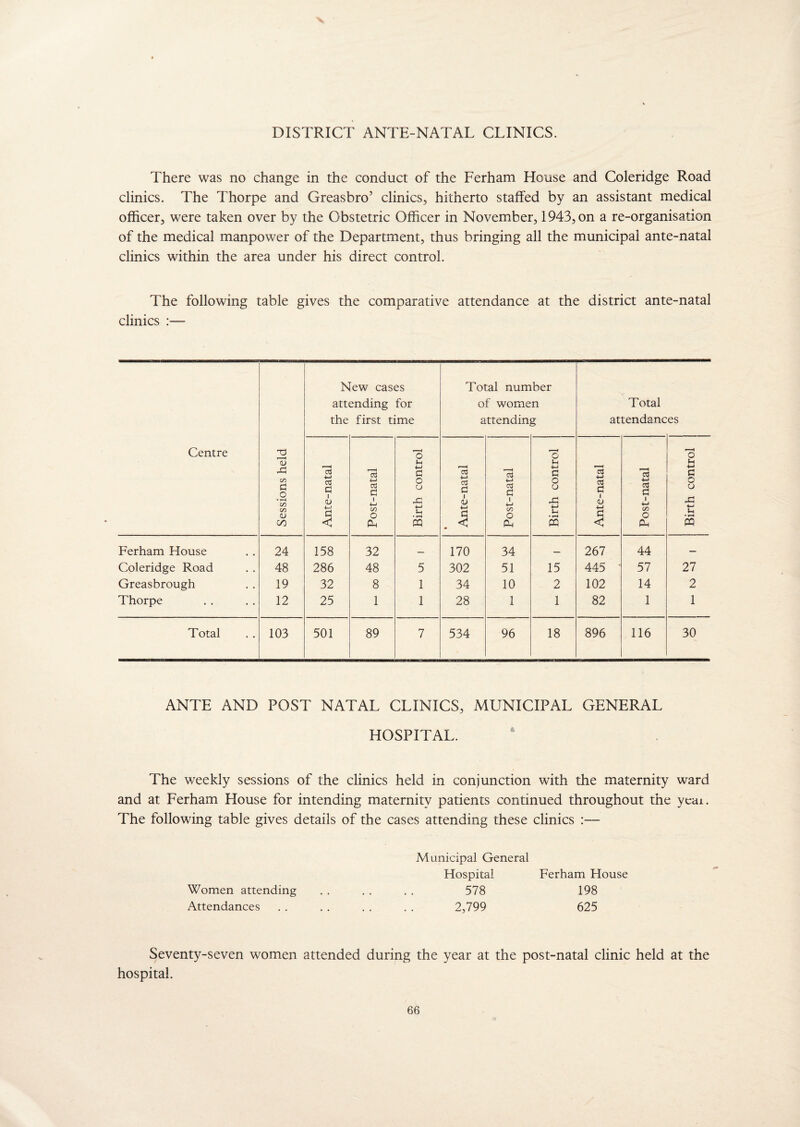 DISTRICT ANTE-NATAL CLINICS.
There was no change in the conduct of the Ferham House and Coleridge Road
clinics. The Thorpe and Greasbro’ clinics, hitherto staffed by an assistant medical
officer, were taken over by the Obstetric Officer in November, 1943, on a re-organisation
of the medical manpower of the Department, thus bringing all the municipal ante-natal
clinics within the area under his direct control.
The following table gives the comparative attendance at the district ante-natal
clinics :—
Centre
Sessions held
New cases
attending for
the first time
Total number
of women
attending
Total
attendances
Ante-natal
Post-natal
Birth control
Ante-natal
Post-natal
Birth control
Ante-natal
Post-natal
Birth control
Ferham House .. 24 158 32 – 170 34 – 267 44 –
Coleridge Road .. 48 286 48 5 302 51 15 445 57 27
Greasbrough .. 19 32 8 1 34 10 2 102 14 2
Thorpe .. .. 12 25 1 1 28 1 1 82 1 1
Total .. 103 501 89 7 534 96 18 896 116 30
ANTE AND POST NATAL CLINICS, MUNICIPAL GENERAL
HOSPITAL.
The weekly sessions of the clinics held in conjunction with the maternity ward
and at Ferham House for intending maternity patients continued throughout the year.
The following table gives details of the cases attending these clinics :—
Municipal General
Hospital Ferham House
Women attending .. .. .. 578 198
Attendances .. .. .. .. 2,799 625
Seventy-seven women attended during the year at the post-natal clinic held at the
hospital.
66